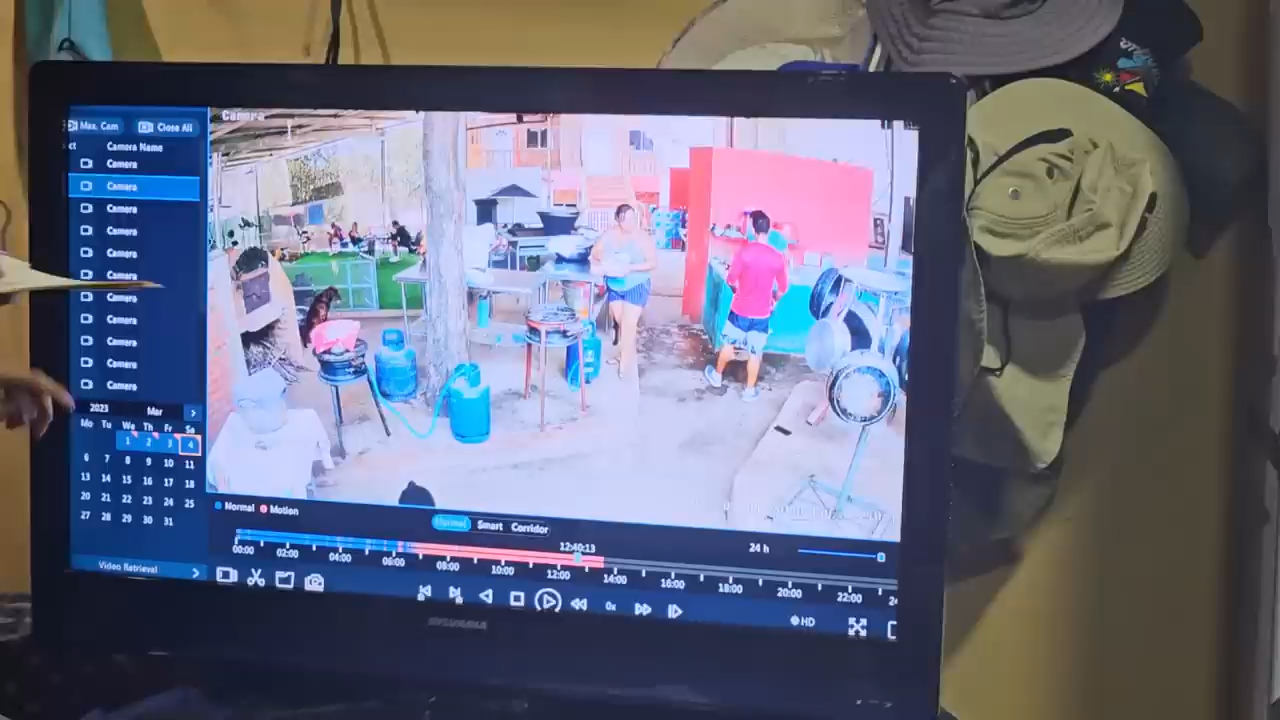 Max. Cam Close All
ct Camera Name
Camera
Camera
Camera
Camera
Camera
Camera
Camera
Camera
Camera
Camera
Camera
2023 Mar
Mo Tu We Th Fr Sa
1 2 3 4
6 7 8 9 10 11
13 14 15 16 17 18
20 21 22 23 24 25
27 28 29 30 31
Video Retrieval
Camera
Normal Motion
Normal Smart Corridor
12:40:13
24 h
00:00 02:00 04:00 06:00 08:00 10:00 12:00 14:00 16:00 18:00 20:00 22:00 24
0x
HD
SYLVANIA